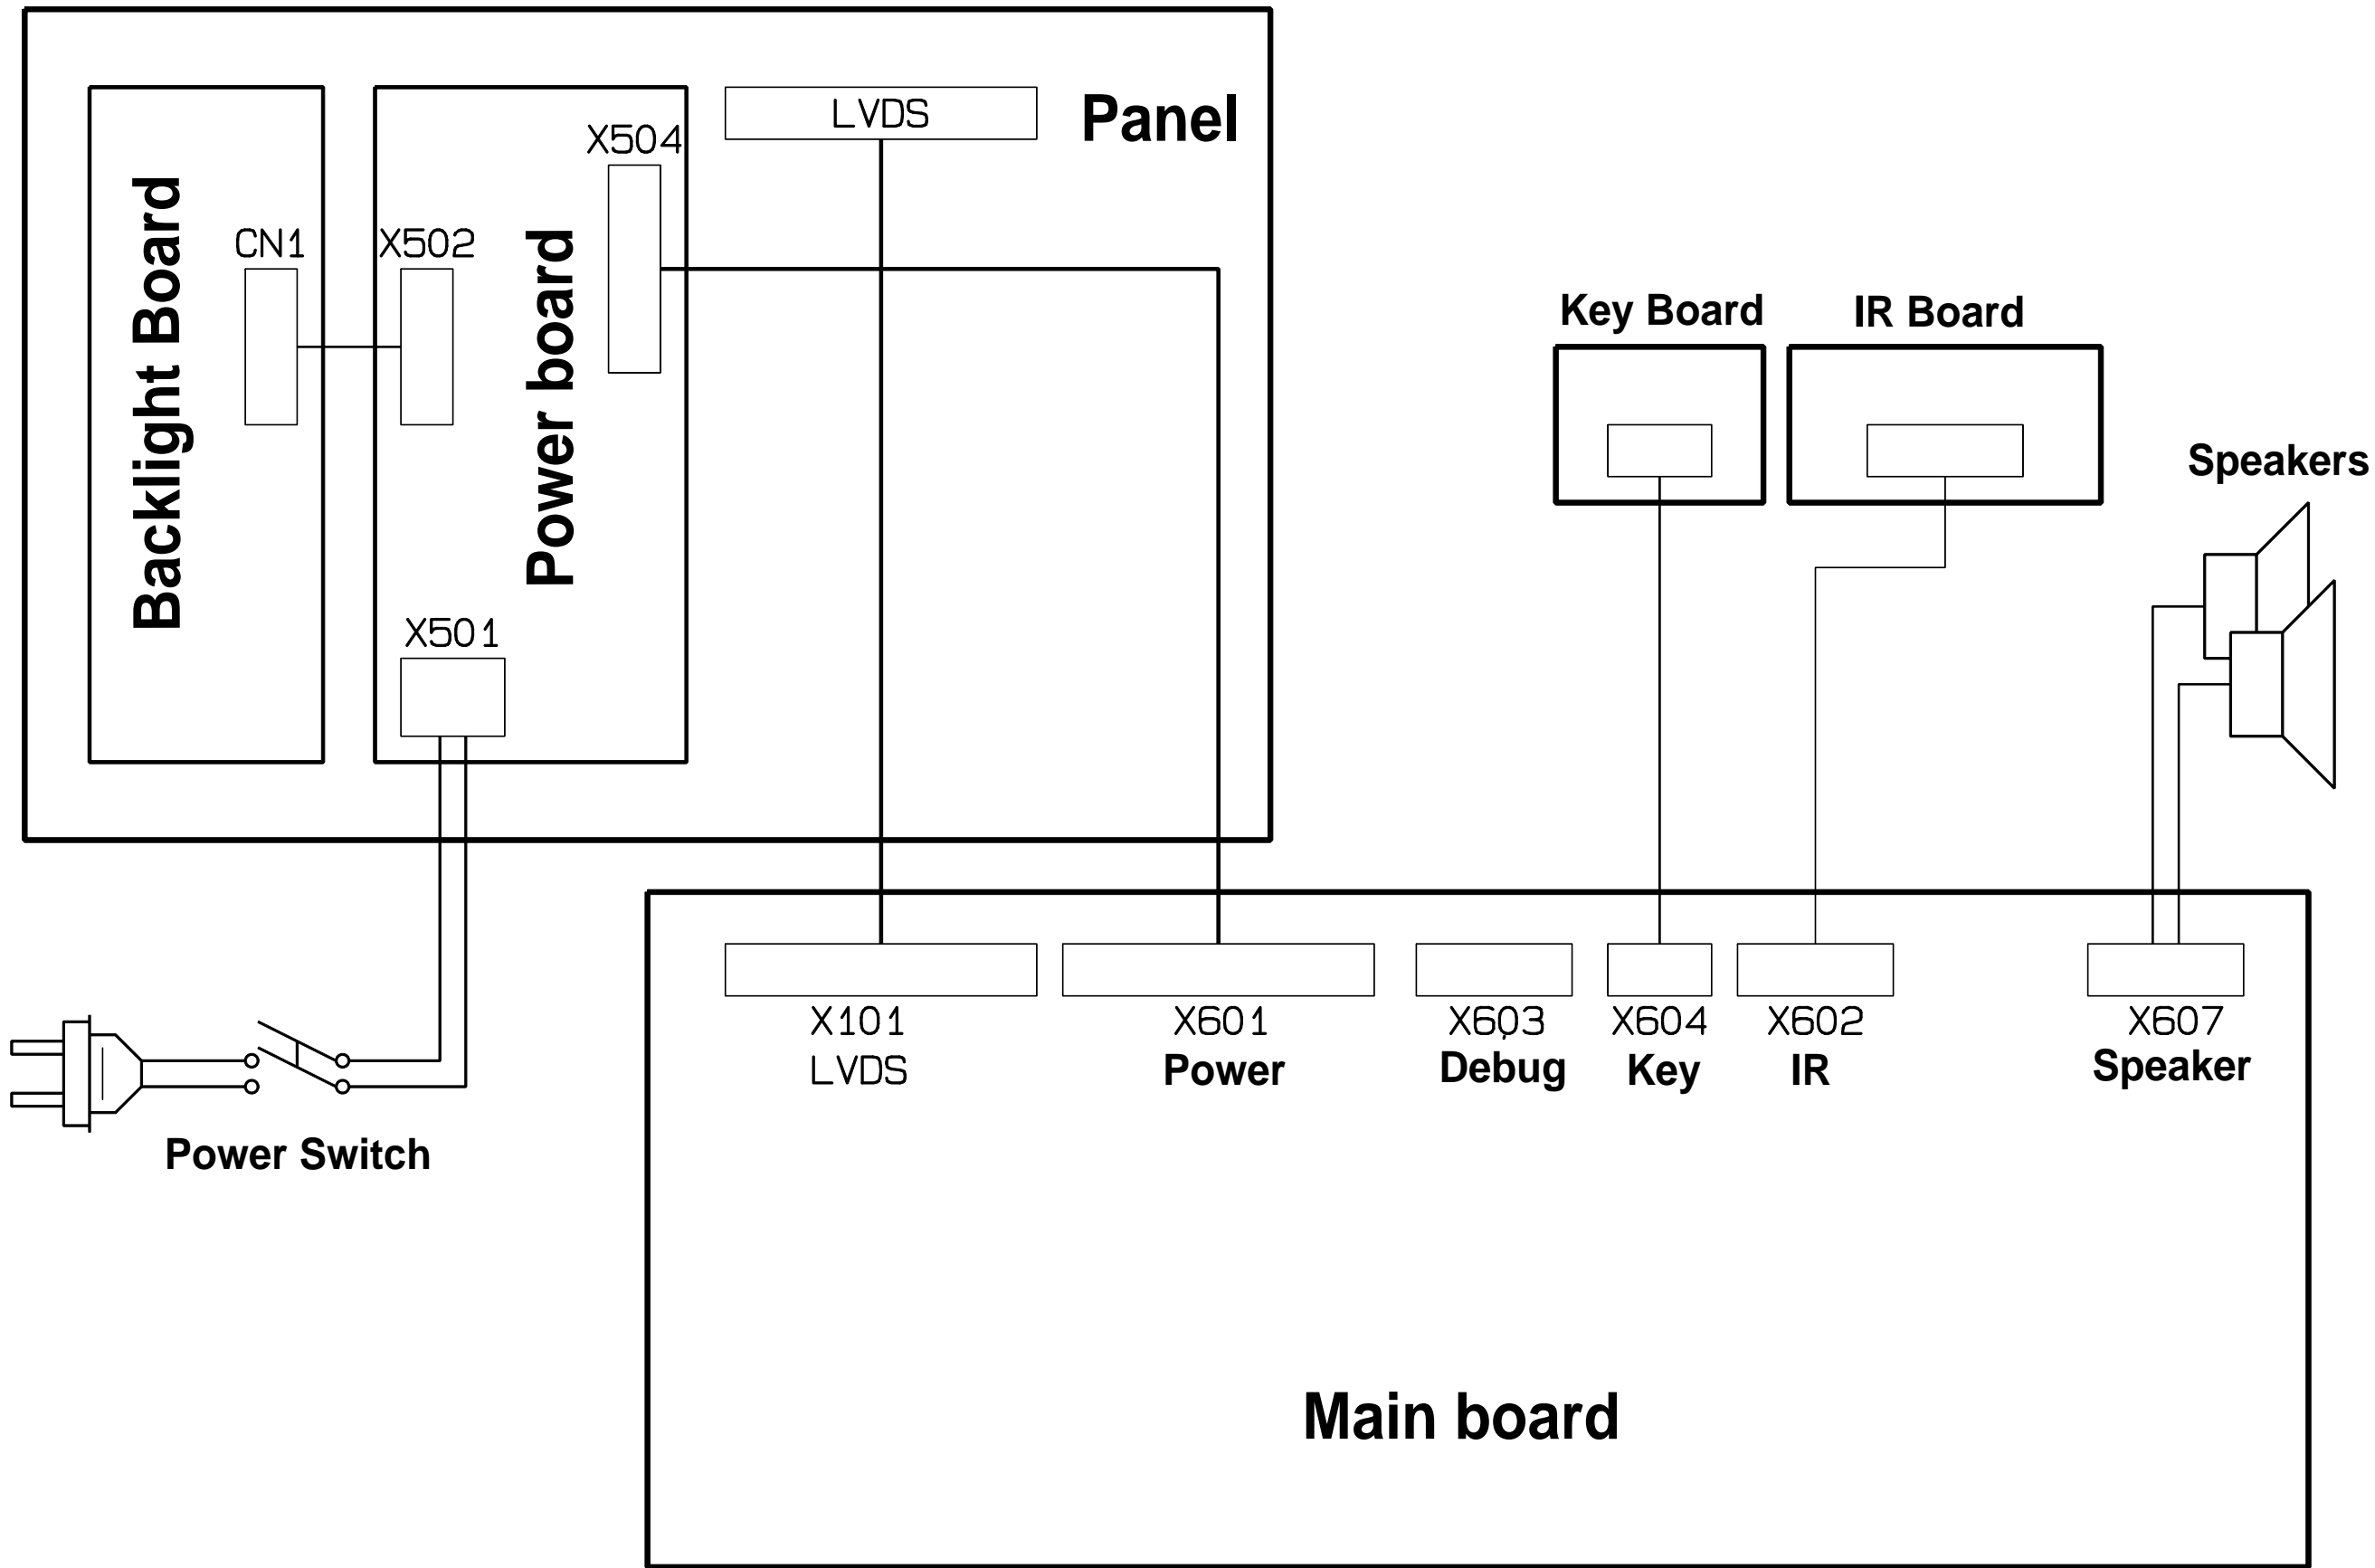 Panel
LVDS
X504
Backlight Board
CN1
X502
Power board
X501
Key Board
IR Board
Speakers
X101
LVDS
X601
Power
X603
Debug
X604
Key
X602
IR
X607
Speaker
Power Switch
Main board